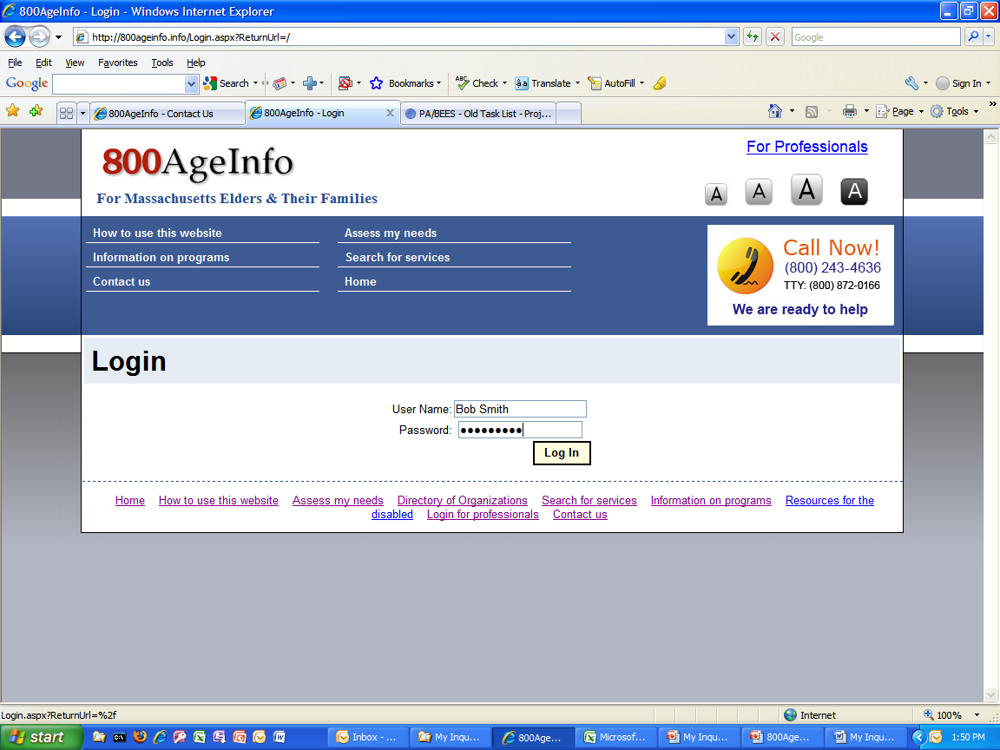 800AgeInfo - Login - Windows Internet Explorer
http://800ageinfo.info/Login.aspx?ReturnUrl=/
Google
File Edit View Favorites Tools Help
Google Search Bookmarks ABC Check aあ Translate AutoFill Sign In
800AgeInfo - Contact Us 800AgeInfo - Login X PA/BEES - Old Task List - Proj... Page Tools »
800AgeInfo
For Professionals
For Massachusetts Elders & Their Families
A A A A
How to use this website Assess my needs
Information on programs Search for services
Contact us Home
Call Now!
(800) 243-4636
TTY: (800) 872-0166
We are ready to help
Login
User Name: Bob Smith
Password: •••••••••
Log In
Home How to use this website Assess my needs Directory of Organizations Search for services Information on programs Resources for the
disabled Login for professionals Contact us
Login.aspx?ReturnUrl=%2f Internet 100%
start Inbox - ... My Inqu... 800Age... Microsof... My Inqu... 800Age... My Inqu... 1:50 PM